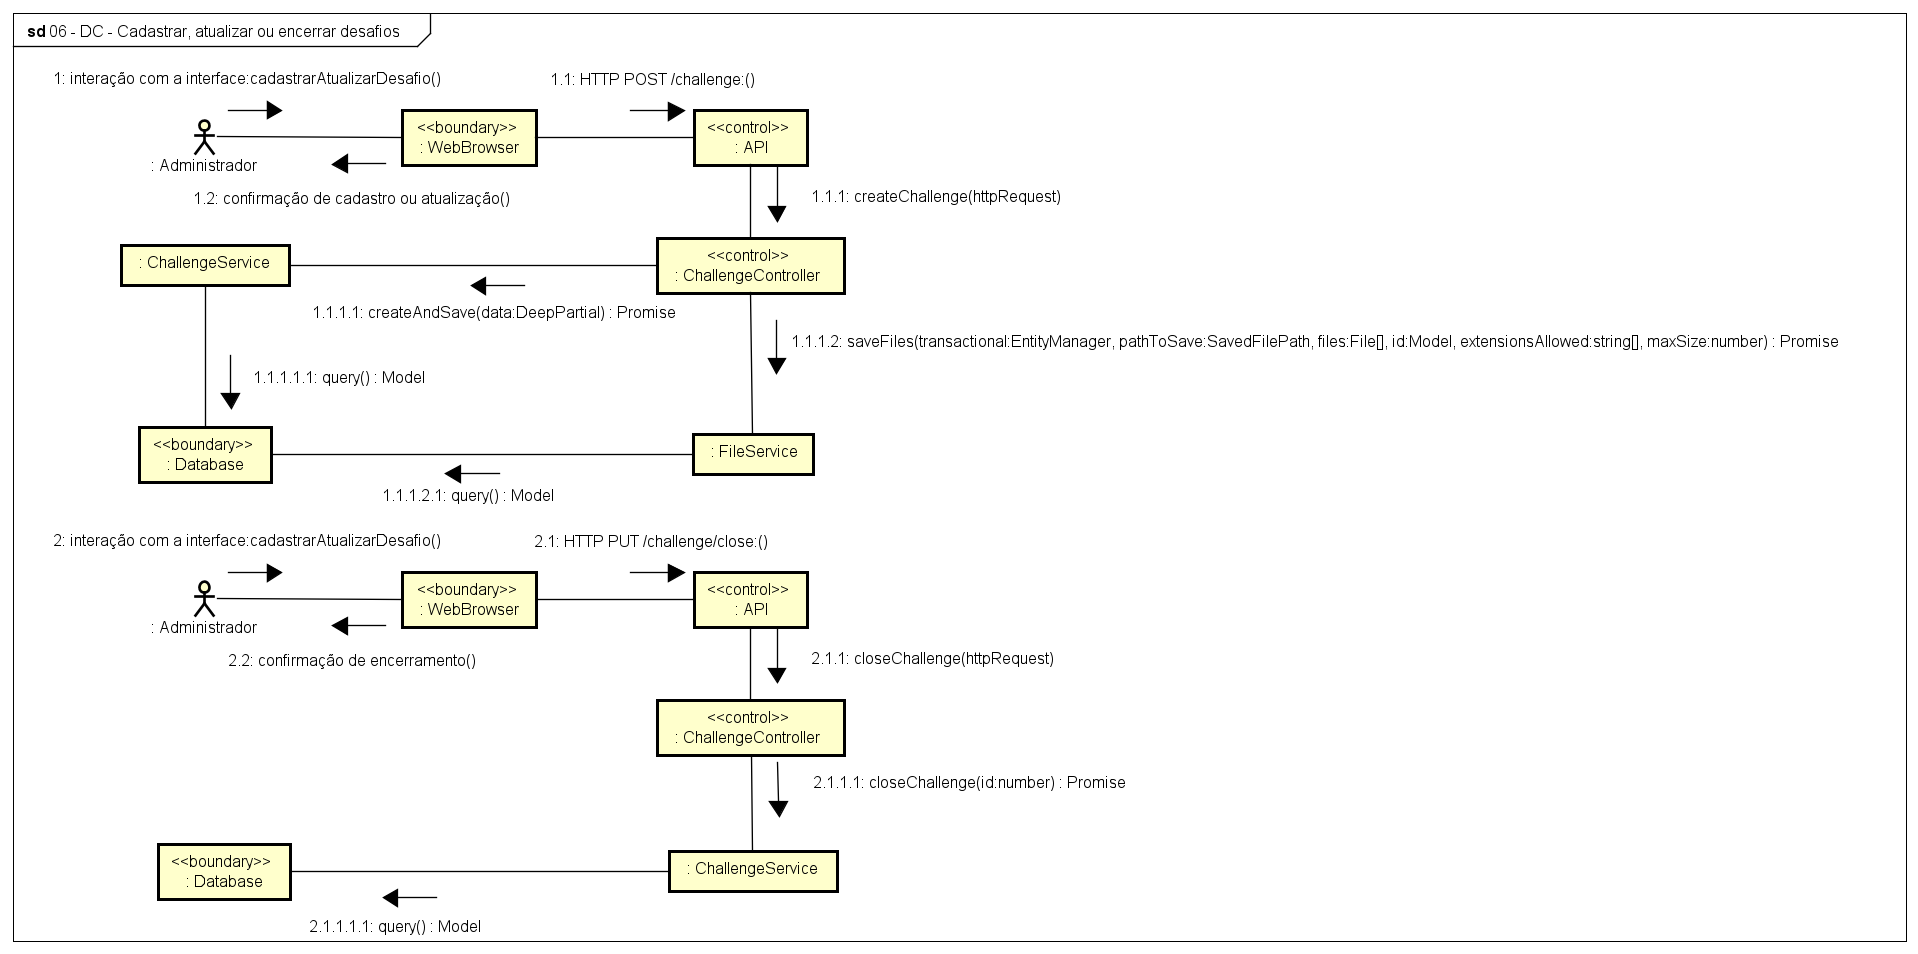 sd 06 - DC - Cadastrar, atualizar ou encerrar desafios
1: interação com a interface:cadastrarAtualizarDesafio()
1.1: HTTP POST /challenge:()
<<boundary>>
: WebBrowser
<<control>>
: API
: Administrador
1.2: confirmação de cadastro ou atualização()
1.1.1: createChallenge(httpRequest)
: ChallengeService
<<control>>
: ChallengeController
1.1.1.1: createAndSave(data:DeepPartial) : Promise
1.1.1.2: saveFiles(transactional:EntityManager, pathToSave:SavedFilePath, files:File[], id:Model, extensionsAllowed:string[], maxSize:number) : Promise
1.1.1.1.1: query() : Model
<<boundary>>
: Database
: FileService
1.1.1.2.1: query() : Model
2: interação com a interface:cadastrarAtualizarDesafio()
2.1: HTTP PUT /challenge/close:()
<<boundary>>
: WebBrowser
<<control>>
: API
: Administrador
2.2: confirmação de encerramento()
2.1.1: closeChallenge(httpRequest)
<<control>>
: ChallengeController
2.1.1.1: closeChallenge(id:number) : Promise
<<boundary>>
: Database
: ChallengeService
2.1.1.1.1: query() : Model